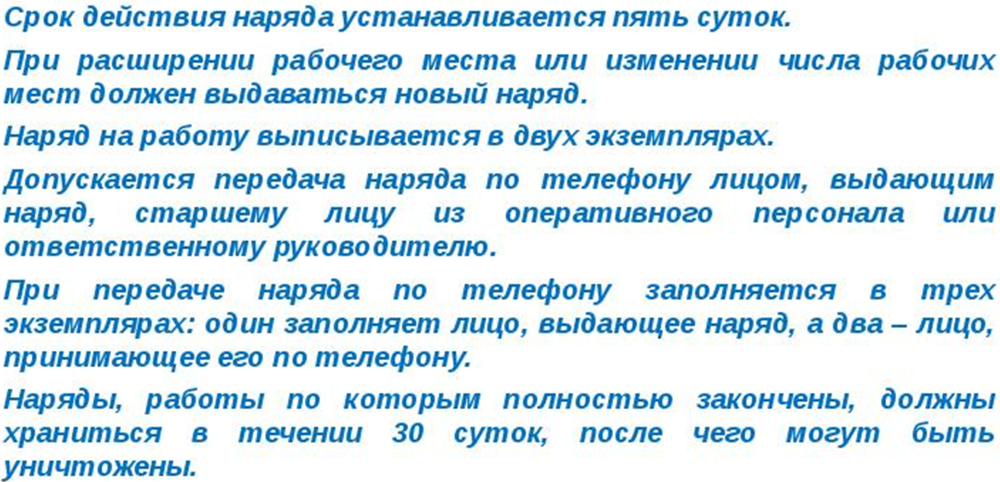 Срок действия наряда устанавливается пять суток.
При расширении рабочего места или изменении числа рабочих
мест должен выдаваться новый наряд.
Наряд на работу выписывается в двух экземплярах.
Допускается передача наряда по телефону лицом, выдающим
наряд, старшему лицу из оперативного персонала или
ответственному руководителю.
При передаче наряда по телефону заполняется в трех
экземплярах: один заполняет лицо, выдающее наряд, а два – лицо,
принимающее его по телефону.
Наряды, работы по которым полностью закончены, должны
храниться в течении 30 суток, после чего могут быть
уничтожены.